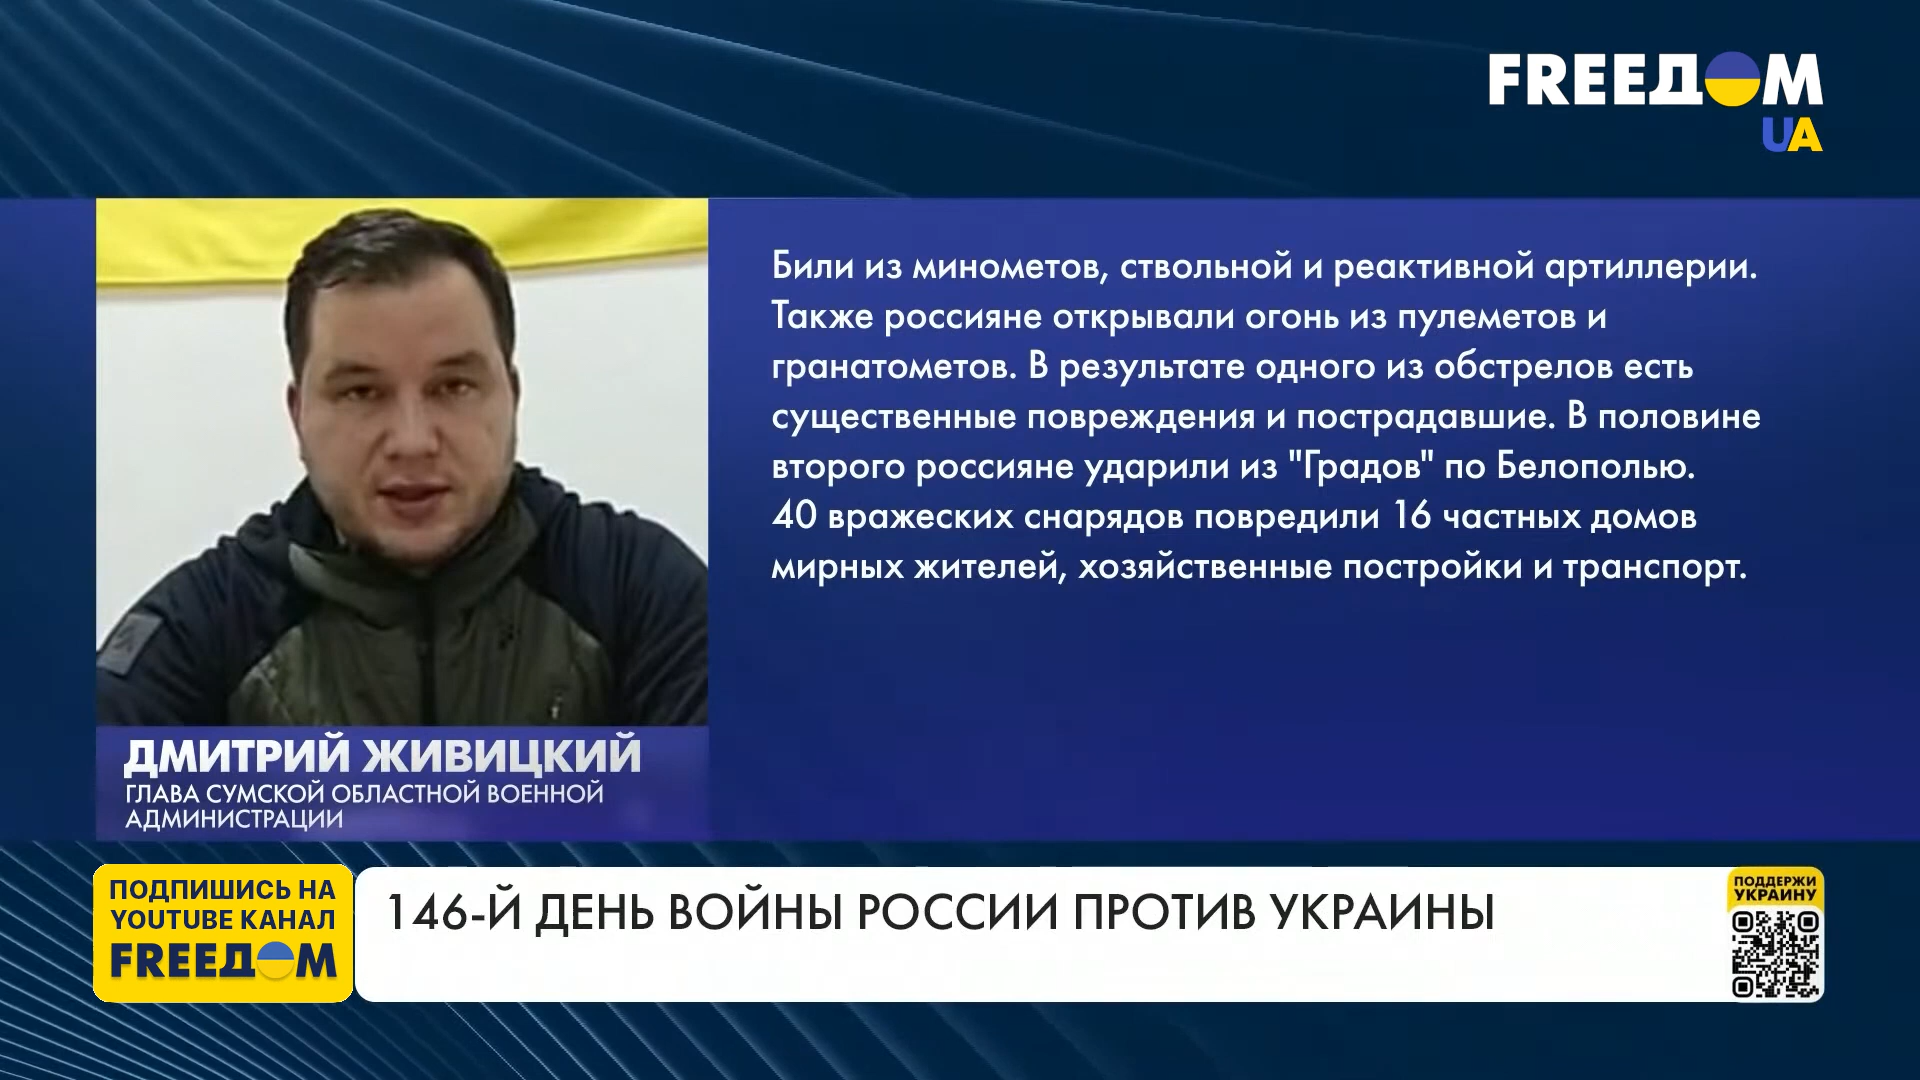 FREEДOM
UA
Били из минометов, ствольной и реактивной артиллерии.
Также россияне открывали огонь из пулеметов и
гранатометов. В результате одного из обстрелов есть
существенные повреждения и пострадавшие. В половине
второго россияне ударили из "Градов" по Белополью.
40 вражеских снарядов повредили 16 частных домов
мирных жителей, хозяйственные постройки и транспорт.
ДМИТРИЙ ЖИВИЦКИЙ
ГЛАВА СУМСКОЙ ОБЛАСТНОЙ ВОЕННОЙ
АДМИНИСТРАЦИИ
ПОДПИШИСЬ НА
YOUTUBE КАНАЛ
FREEДOM
146-Й ДЕНЬ ВОЙНЫ РОССИИ ПРОТИВ УКРАИНЫ
ПОДДЕРЖИ
УКРАИНУ